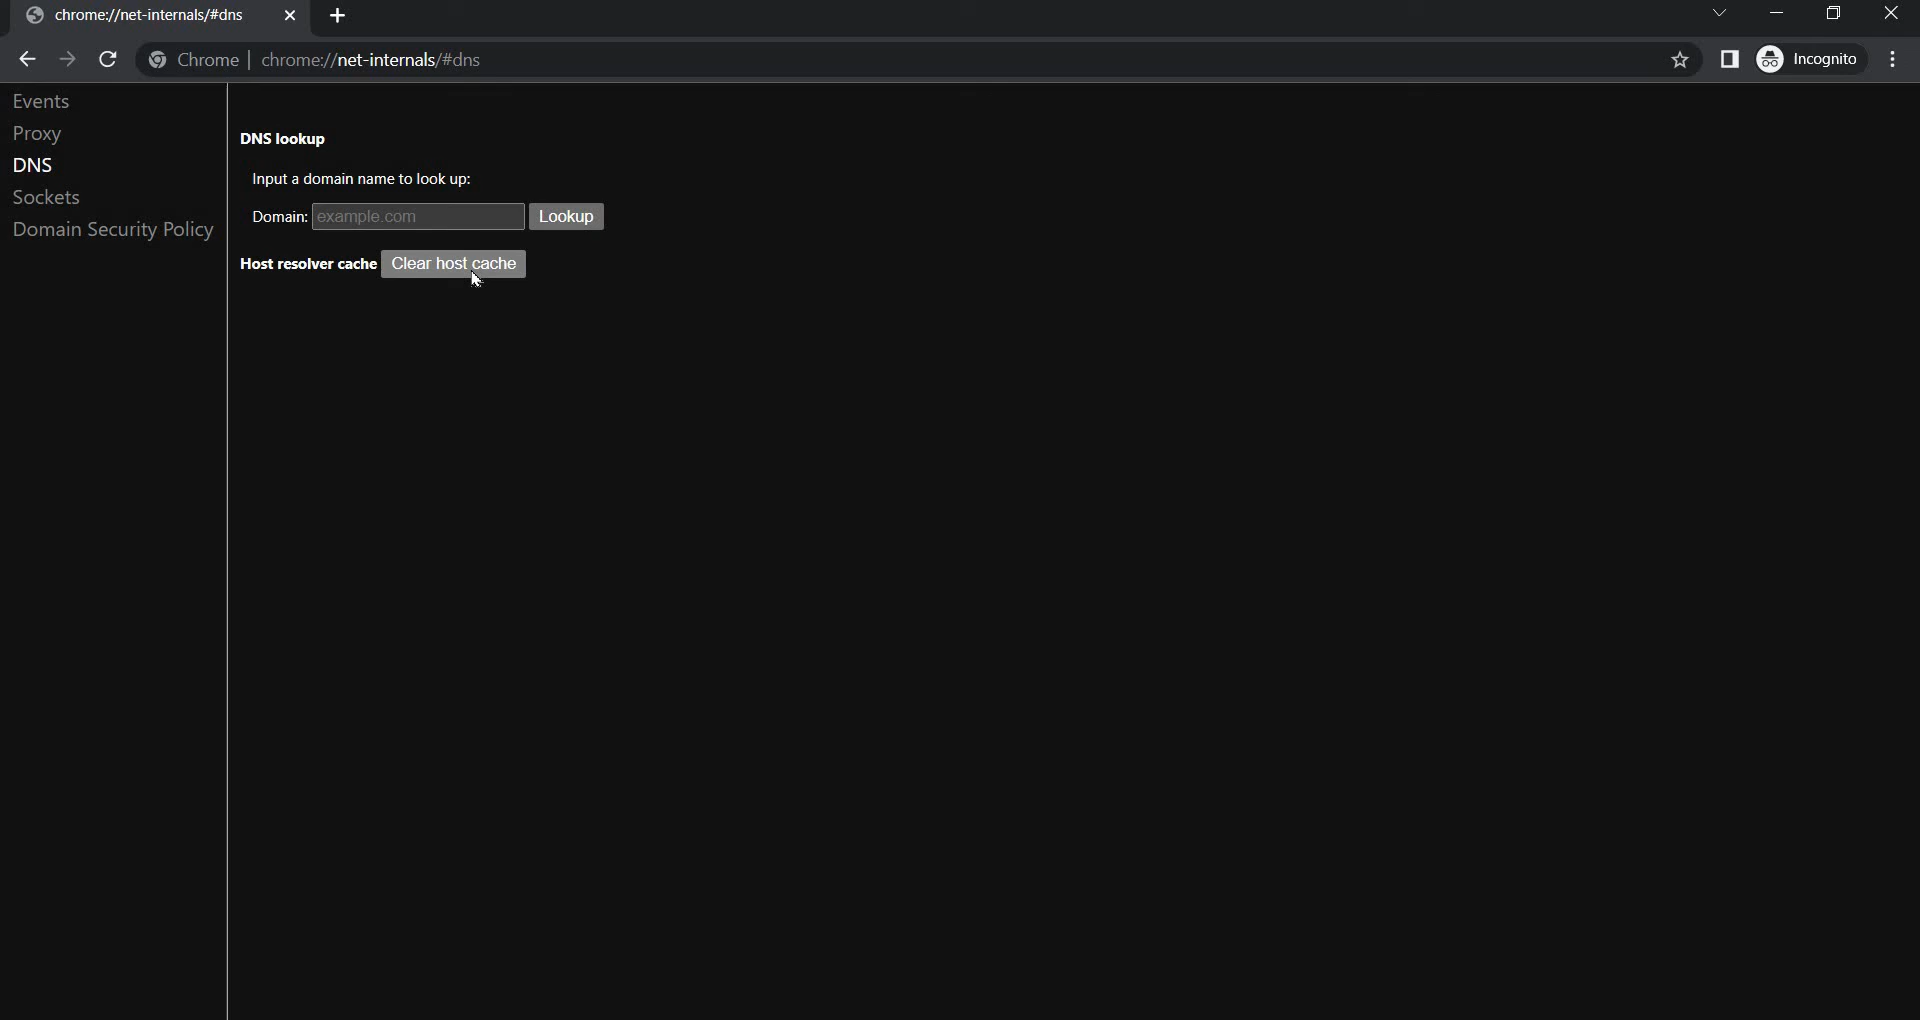 chrome://net-internals/#dns
Chrome | chrome://net-internals/#dns
Incognito
Events
Proxy
DNS
Sockets
Domain Security Policy
DNS lookup
Input a domain name to look up:
Domain: example.com Lookup
Host resolver cache Clear host cache